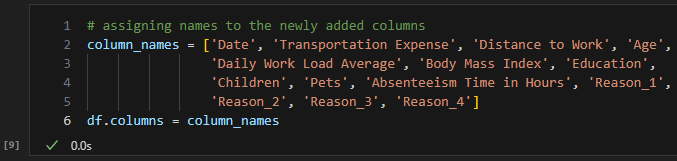 1 # assigning names to the newly added columns
2 column_names = ['Date', 'Transportation Expense', 'Distance to Work', 'Age',
3 'Daily Work Load Average', 'Body Mass Index', 'Education',
4 'Children', 'Pets', 'Absenteeism Time in Hours', 'Reason_1',
5 'Reason_2', 'Reason_3', 'Reason_4']
6 df.columns = column_names
[9] ✓ 0.0s